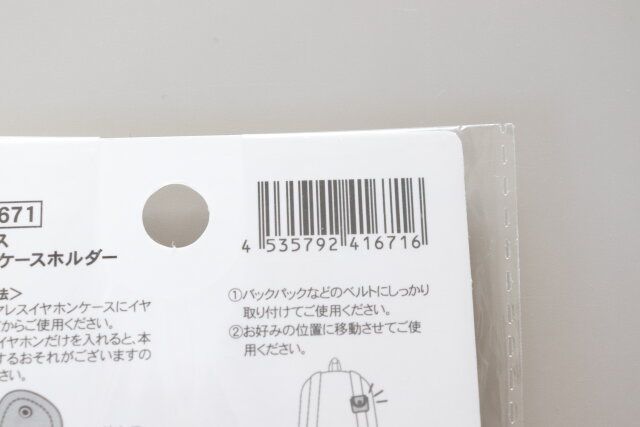 671
ス
ケースホルダー
4 535792 416716
法>
ヤレスイヤホンケースにイヤ
てからご使用ください。
イヤホンだけを入れると、本
するおそれがございますの
さい。
①バックパックなどのベルトにしっかり
取り付けてご使用ください。
②お好みの位置に移動させてご使
用ください。